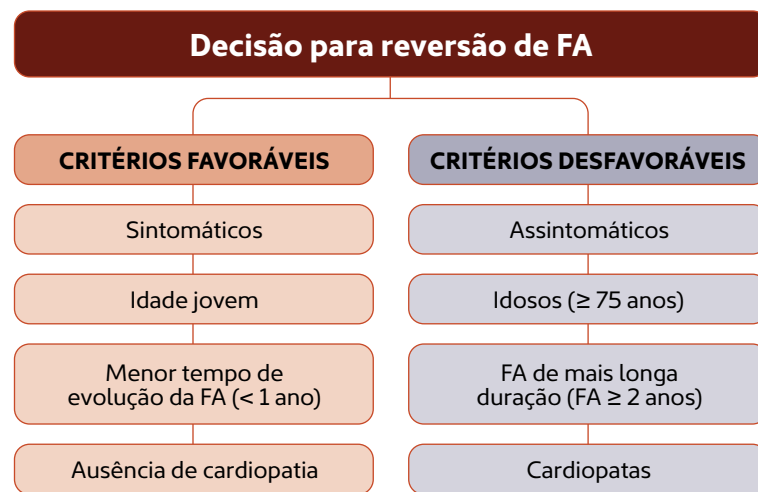 Decisão para reversão de FA
CRITÉRIOS FAVORÁVEIS
Sintomáticos
Idade jovem
Menor tempo de
evolução da FA (< 1 ano)
Ausência de cardiopatia
CRITÉRIOS DESFAVORÁVEIS
Assintomáticos
Idosos (≥ 75 anos)
FA de mais longa
duração (FA ≥ 2 anos)
Cardiopatas